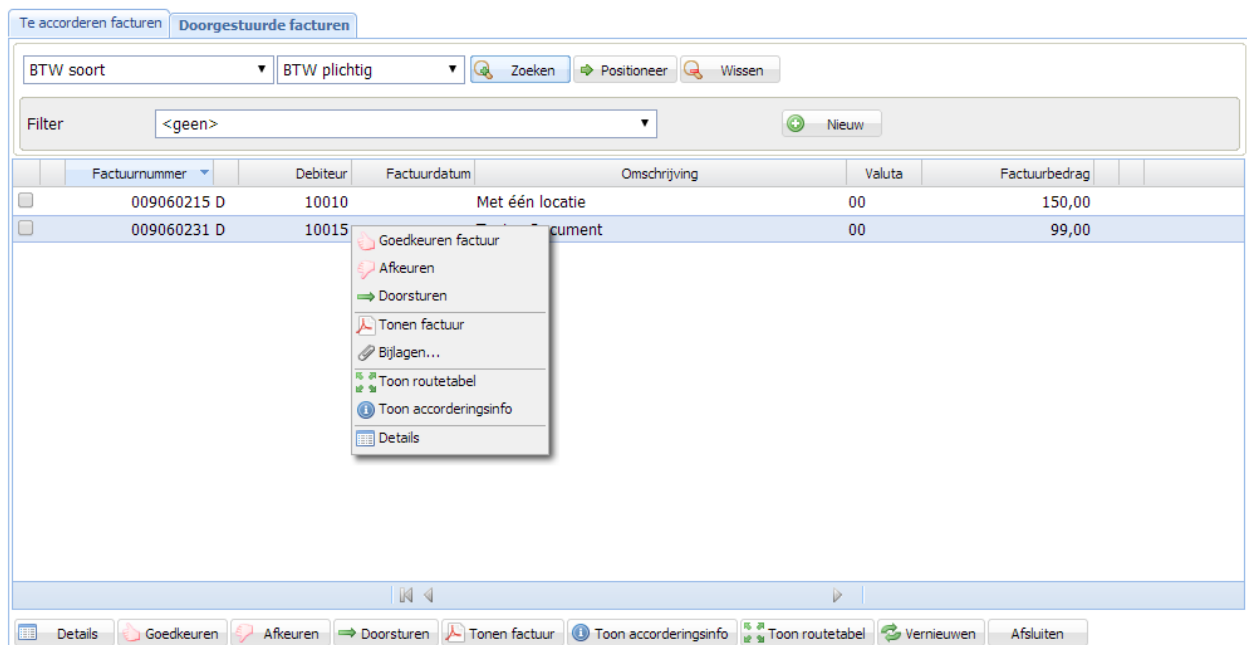 Te accorderen facturen Doorgestuurde facturen
BTW soort BTW plichtig Zoeken Positioneer Wissen
Filter <geen> Nieuw
Factuurnummer Debiteur Factuurdatum Omschrijving Valuta Factuurbedrag
009060215 D 10010 Met één locatie 00 150,00
009060231 D 10015 cument 00 99,00
Goedkeuren factuur
Afkeuren
Doorsturen
Tonen factuur
Bijlagen...
Toon routetabel
Toon accorderingsinfo
Details
Details Goedkeuren Afkeuren Doorsturen Tonen factuur Toon accorderingsinfo Toon routetabel Vernieuwen Afsluiten